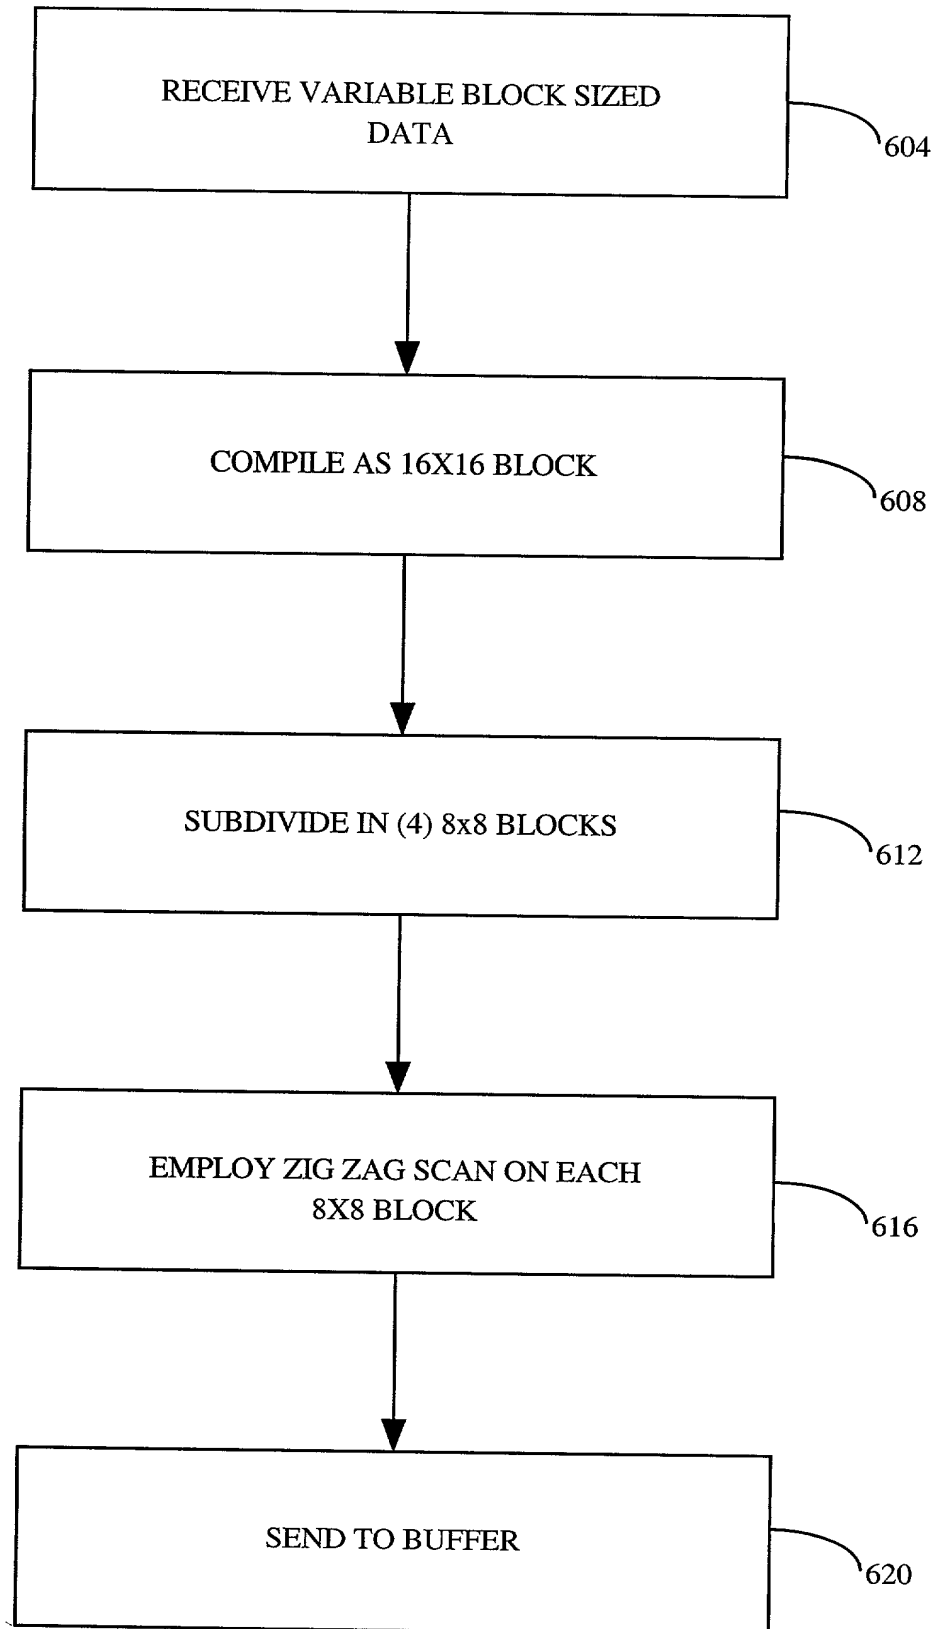 RECEIVE VARIABLE BLOCK SIZED
DATA
604
COMPILE AS 16X16 BLOCK
608
SUBDIVIDE IN (4) 8x8 BLOCKS
612
EMPLOY ZIG ZAG SCAN ON EACH
8X8 BLOCK
616
SEND TO BUFFER
620